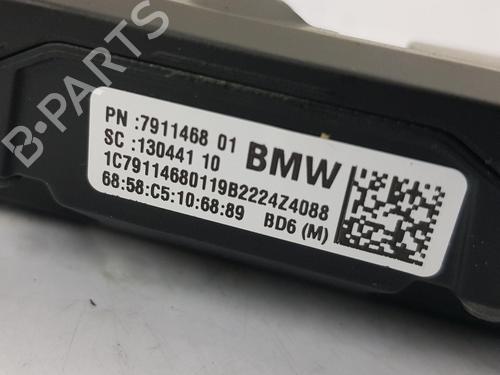 B-PARTS
PN :7911468 01
SC :130441 10
BMW
1C79114680119B2224Z4088
68:58:C5:10:68:89 BD6 (M)